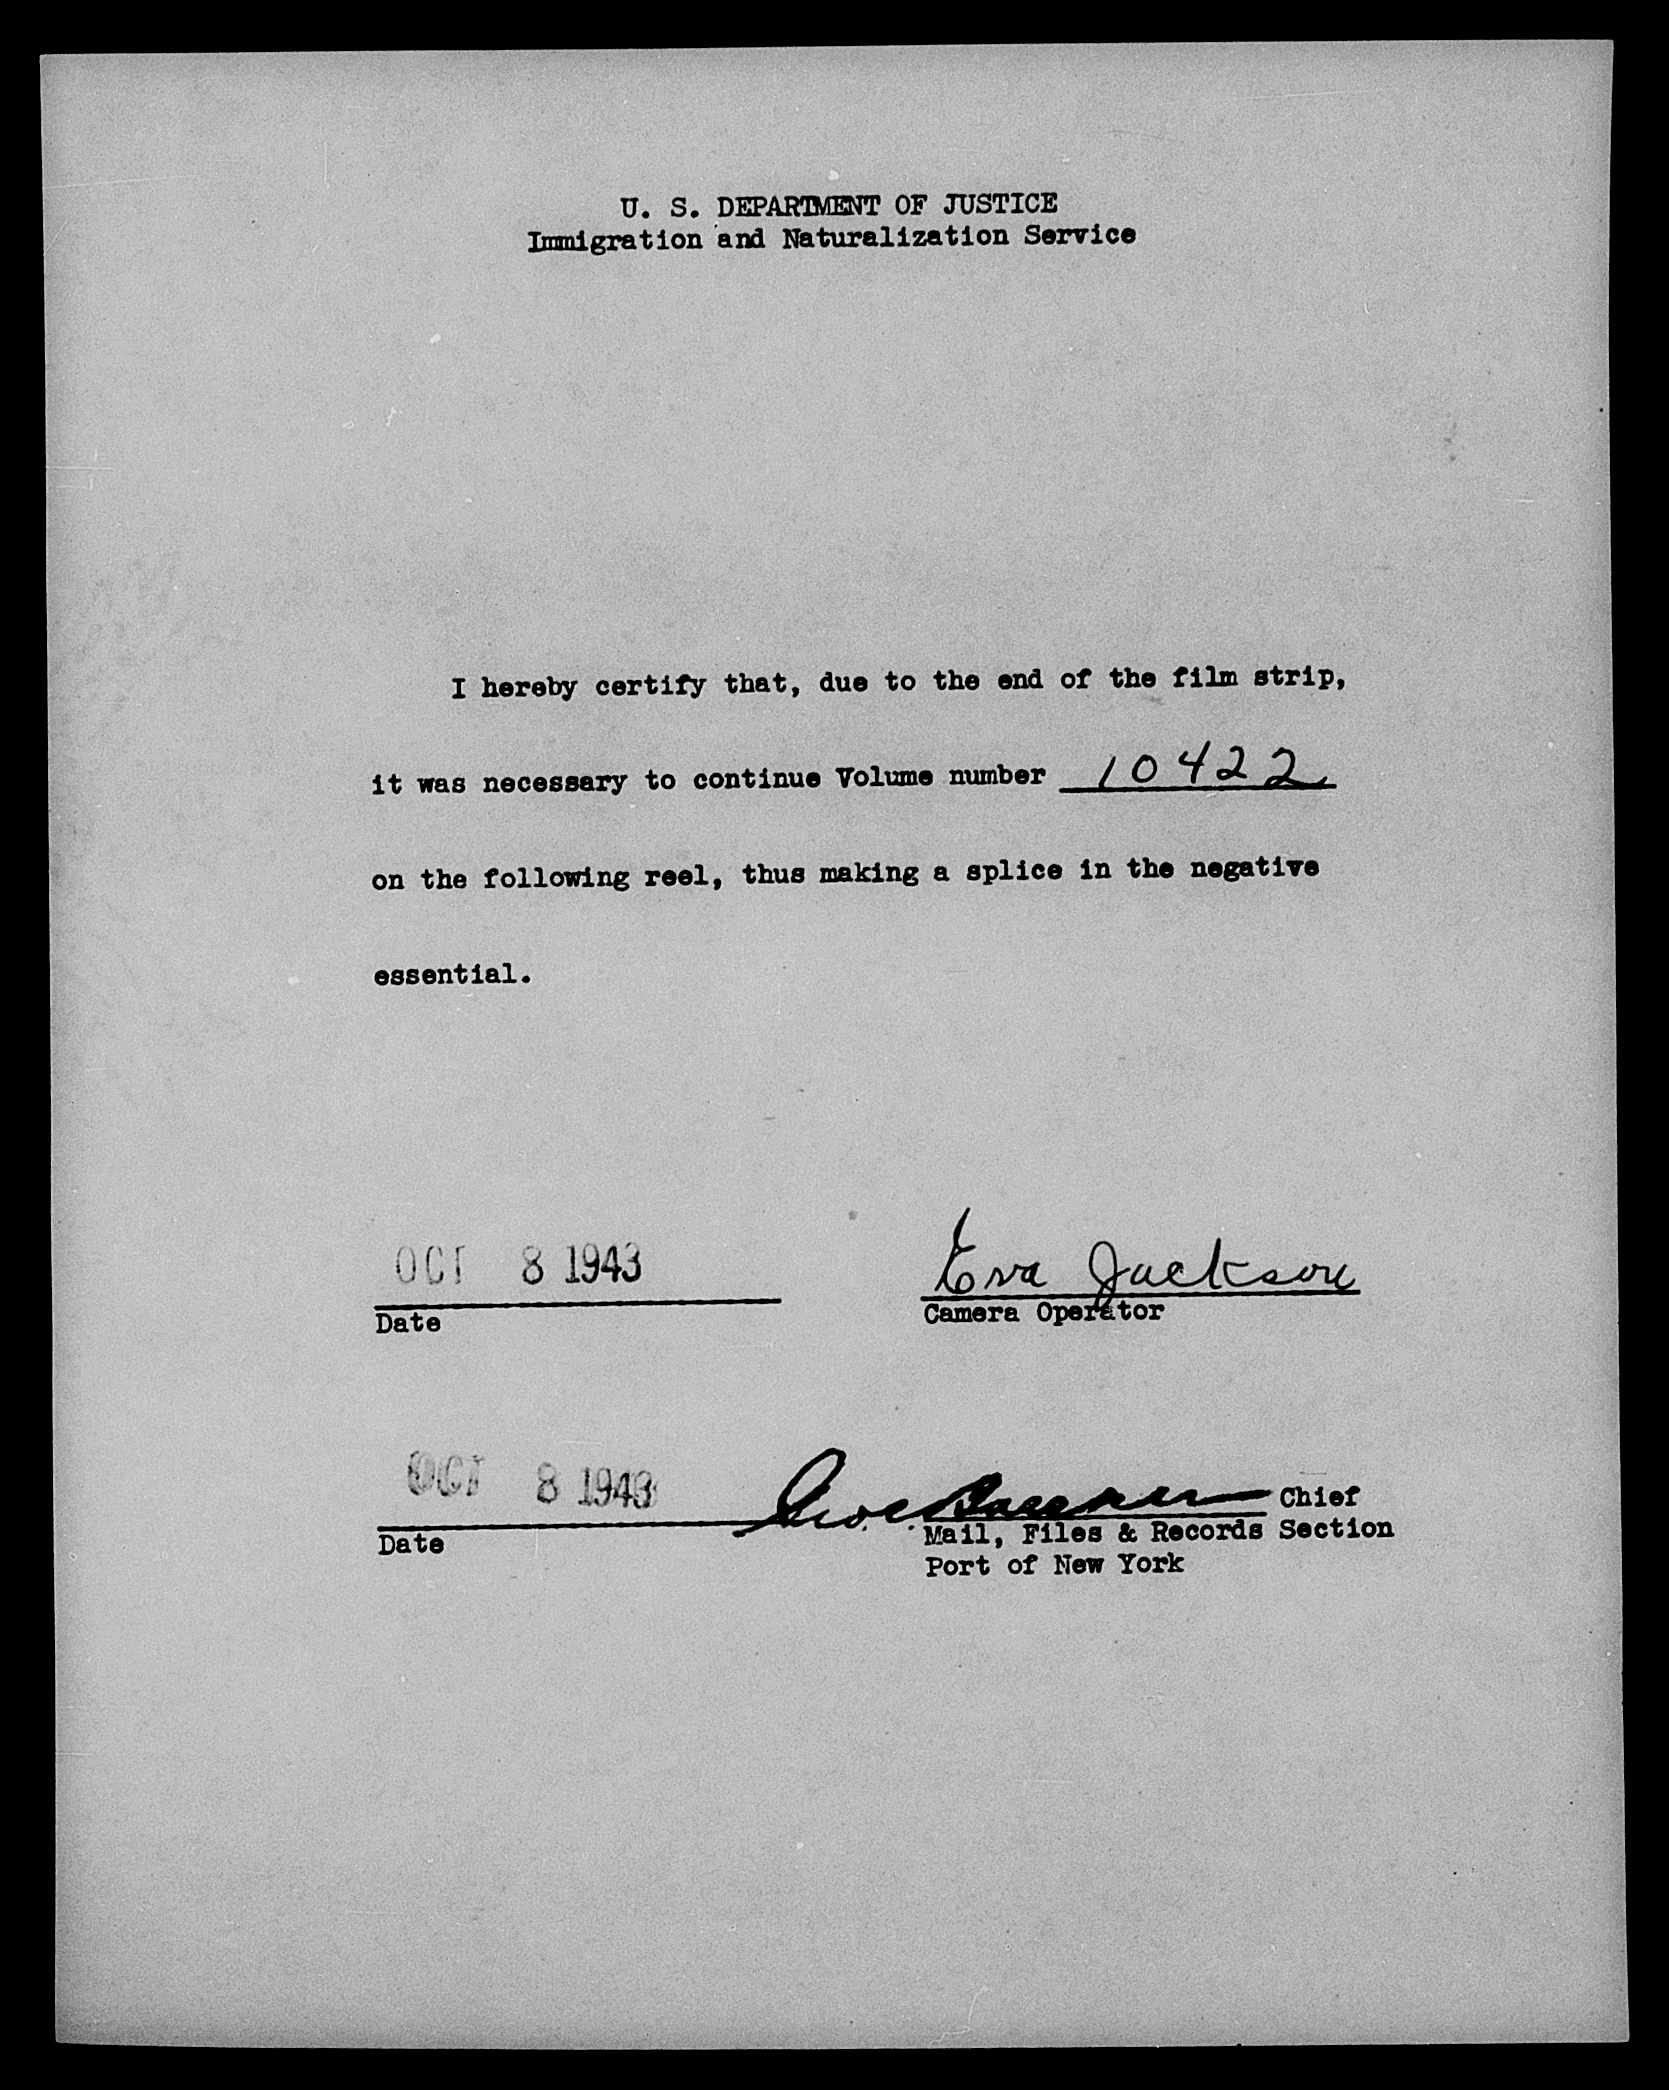 U. S. DEPARTMENT OF JUSTICE
Immigration and Naturalization Service
I hereby certify that, due to the end of the film strip,
it was necessary to continue Volume number 10422
on the following reel, thus making a splice in the negative
essential.
OCT 8 1943
Eva Jackson
Date
Camera Operator
OCT 8 1943
Chief
Date
Mail, Files & Records Section
Port of New York